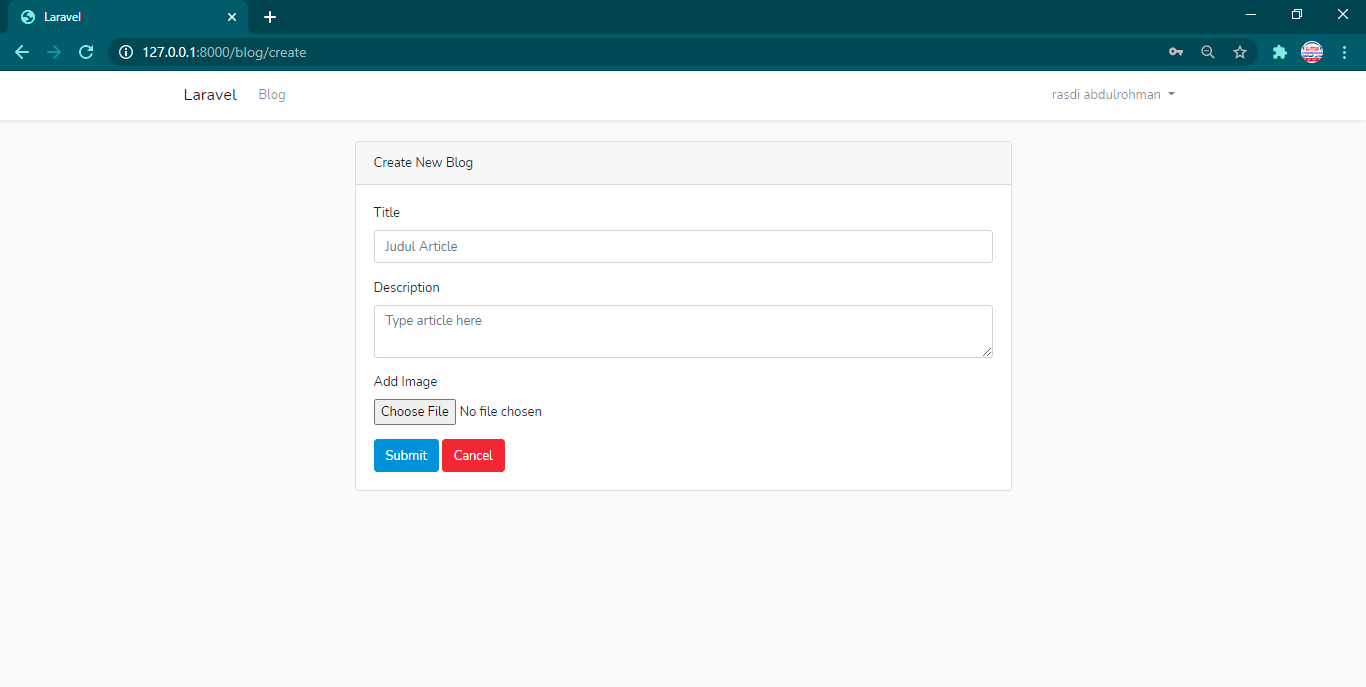 Laravel
127.0.0.1:8000/blog/create
Laravel Blog rasdi abdulrohman
Create New Blog
Title
Judul Article
Description
Type article here
Add Image
Choose File No file chosen
Submit Cancel